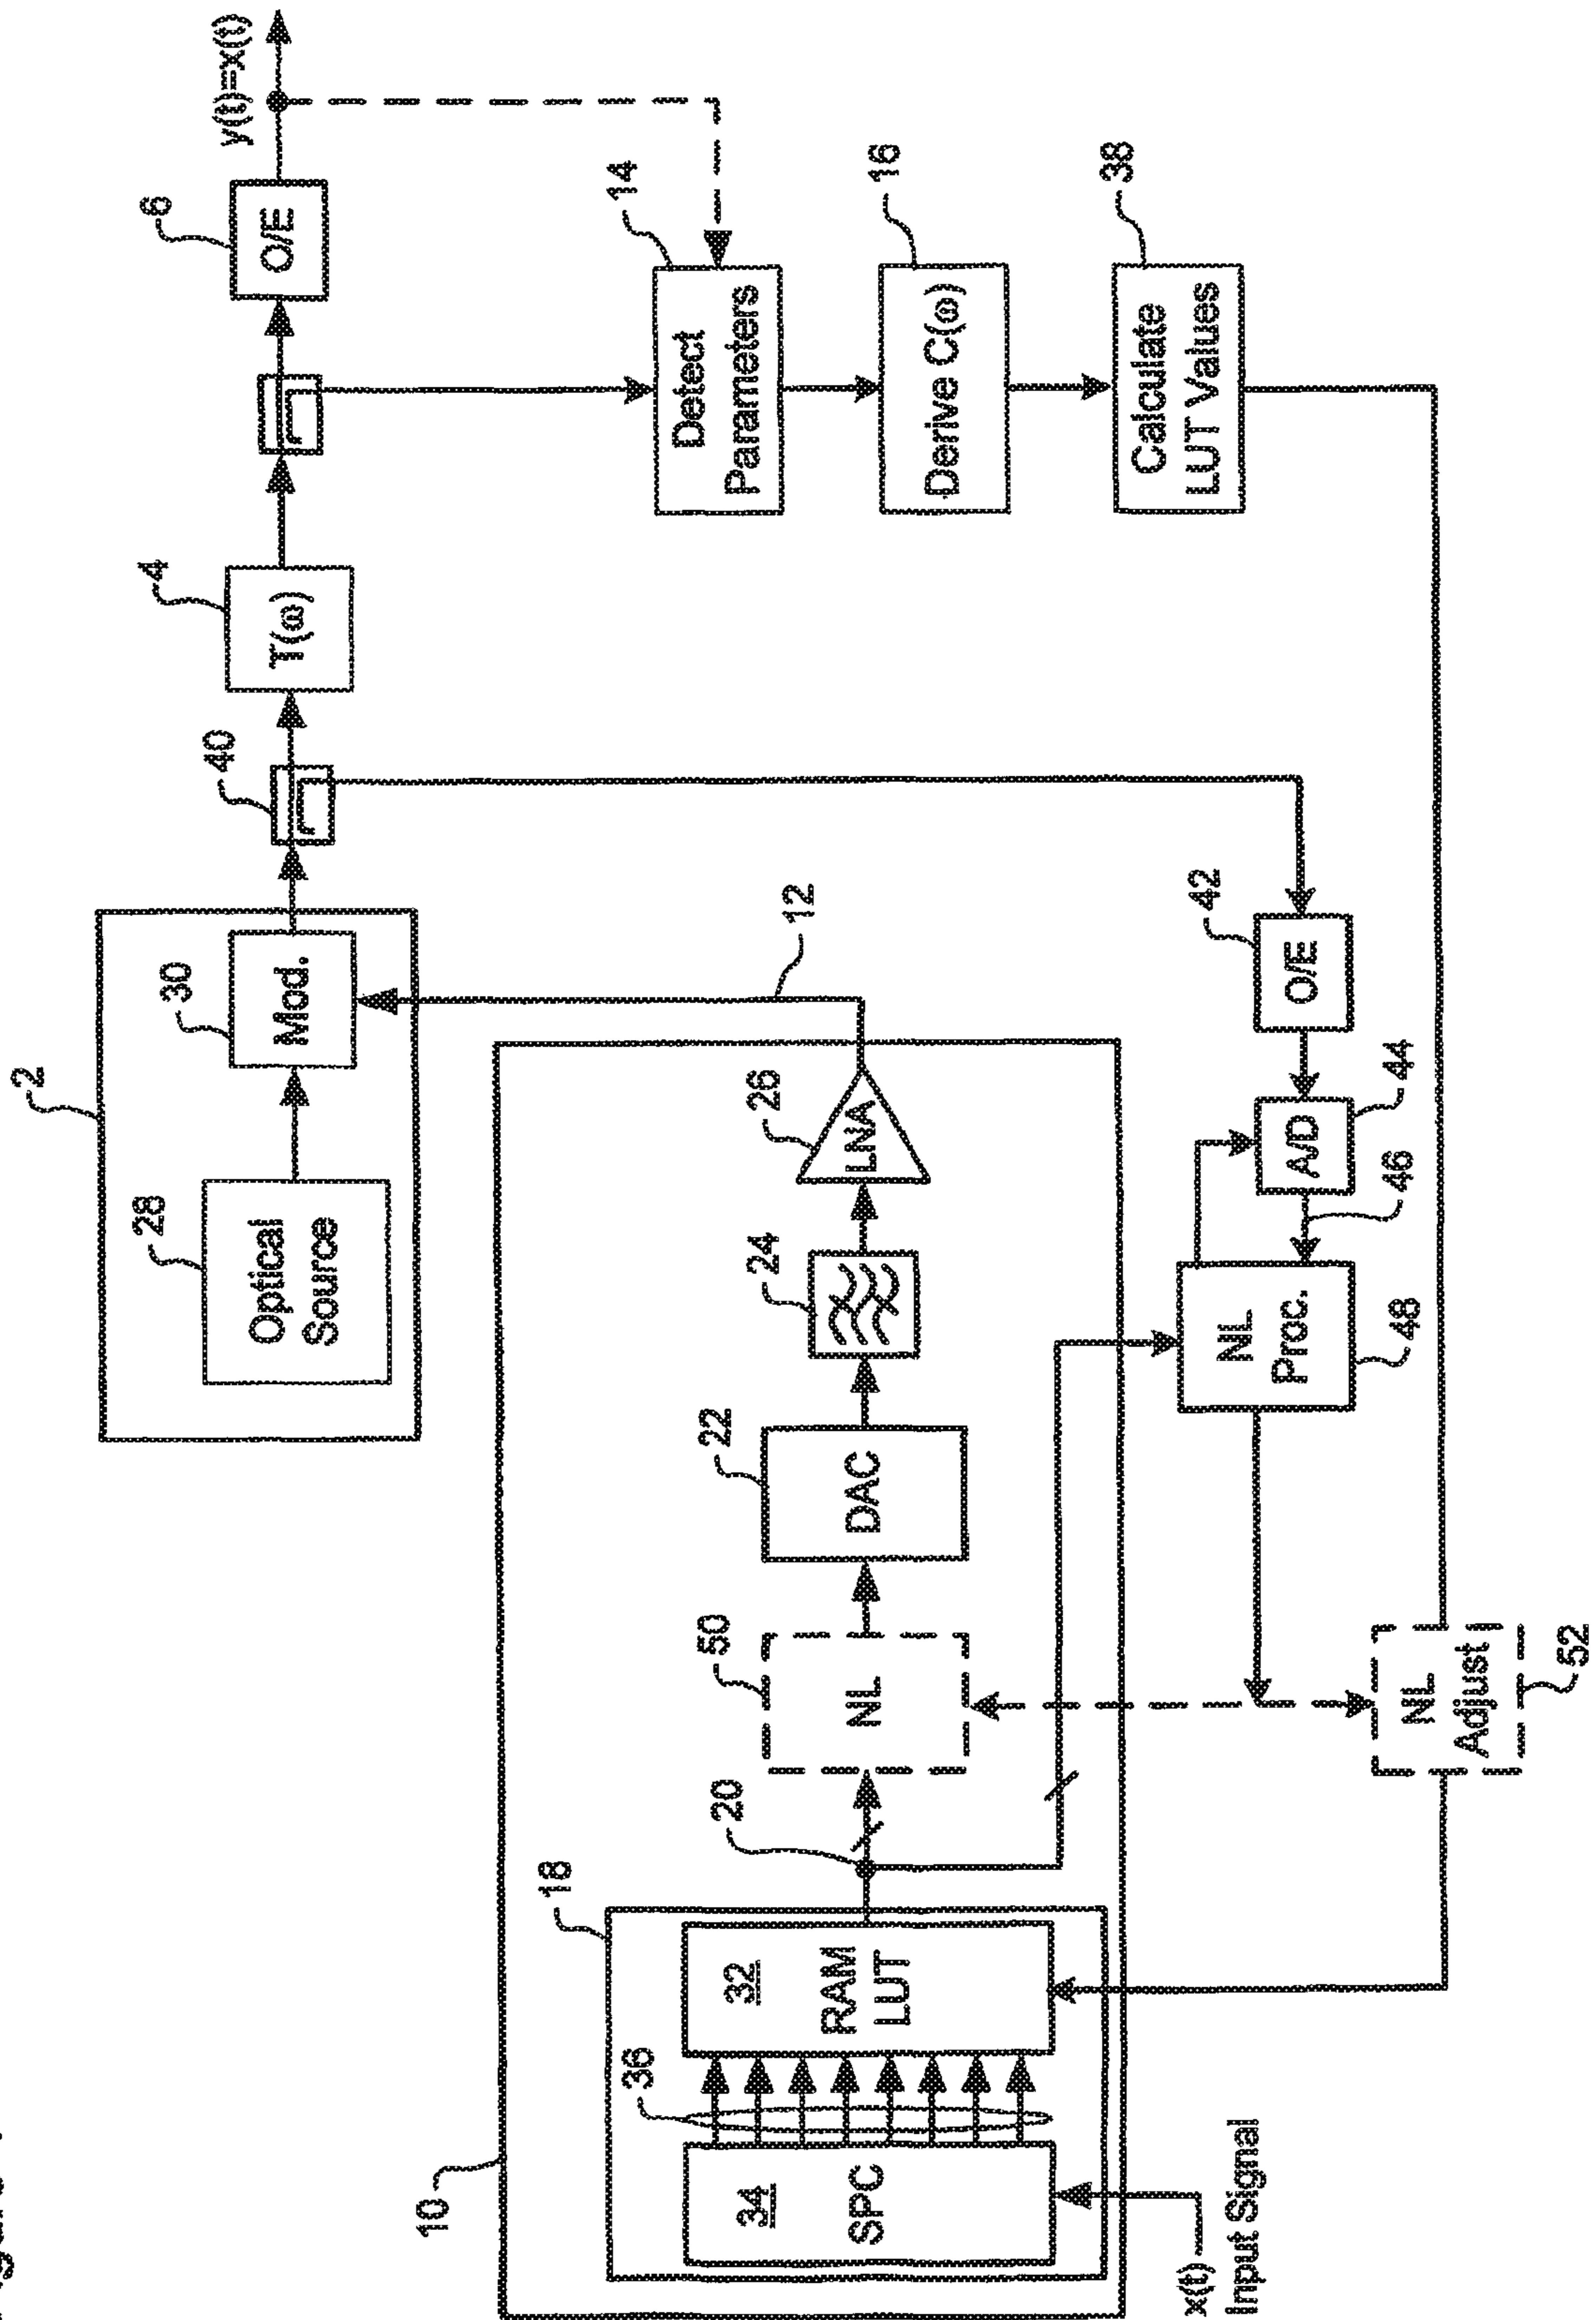 2
28
Optical
Source
30
Mod.
40
4
T(ω)
6
O/E
y(t)=x(t)
10
18
34
SPC
36
32
RAM
LUT
20
50
NL
22
DAC
24
26
LNA
12
14
Detect
Parameters
16
Derive C(ω)
38
Calculate
LUT Values
x(t)
Input Signal
NL
Proc.
48
46
A/D
44
42
O/E
NL
Adjust
52